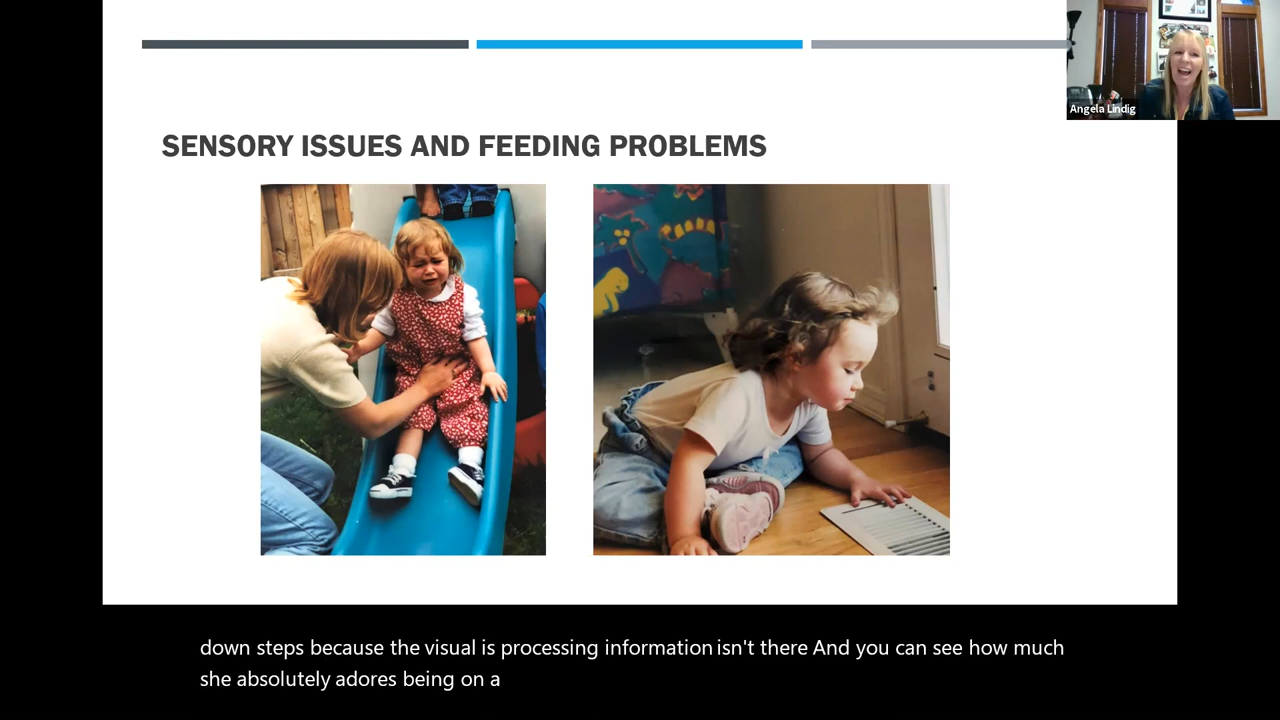 Angela Lindig
SENSORY ISSUES AND FEEDING PROBLEMS
down steps because the visual is processing information isn't there And you can see how much
she absolutely adores being on a